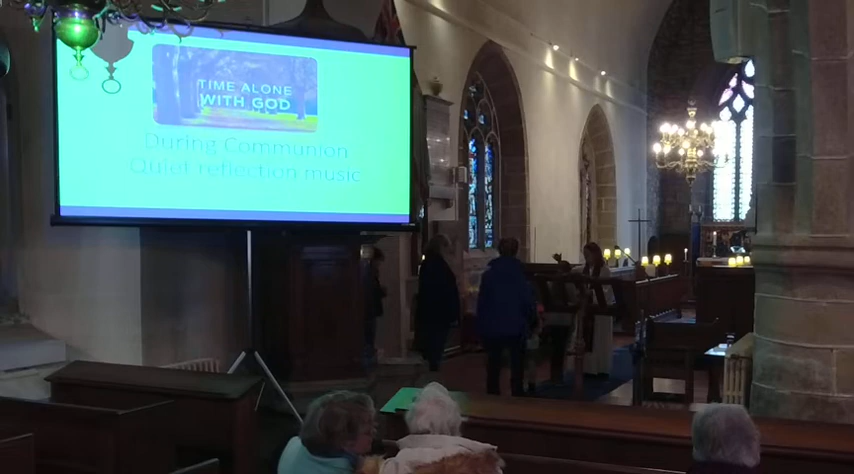 TIME ALONE
WITH GOD
During Communion
Quiet reflection music